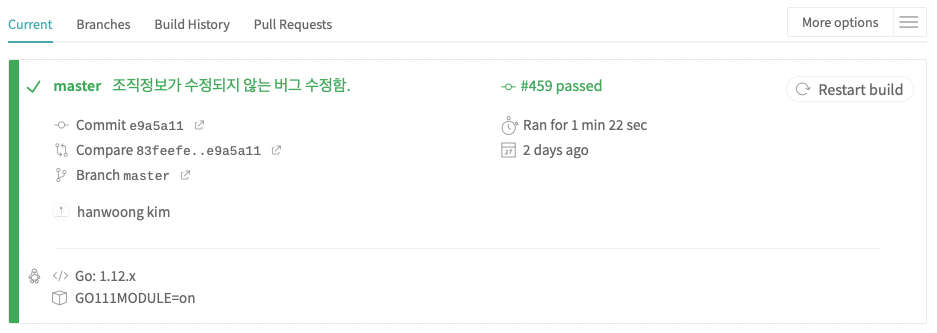 Current Branches Build History Pull Requests More options
master 조직정보가 수정되지 않는 버그 수정함. #459 passed Restart build
Commit e9a5a11 Ran for 1 min 22 sec
Compare 83feefe..e9a5a11 2 days ago
Branch master
hanwoong kim
</> Go: 1.12.x
GO111MODULE=on